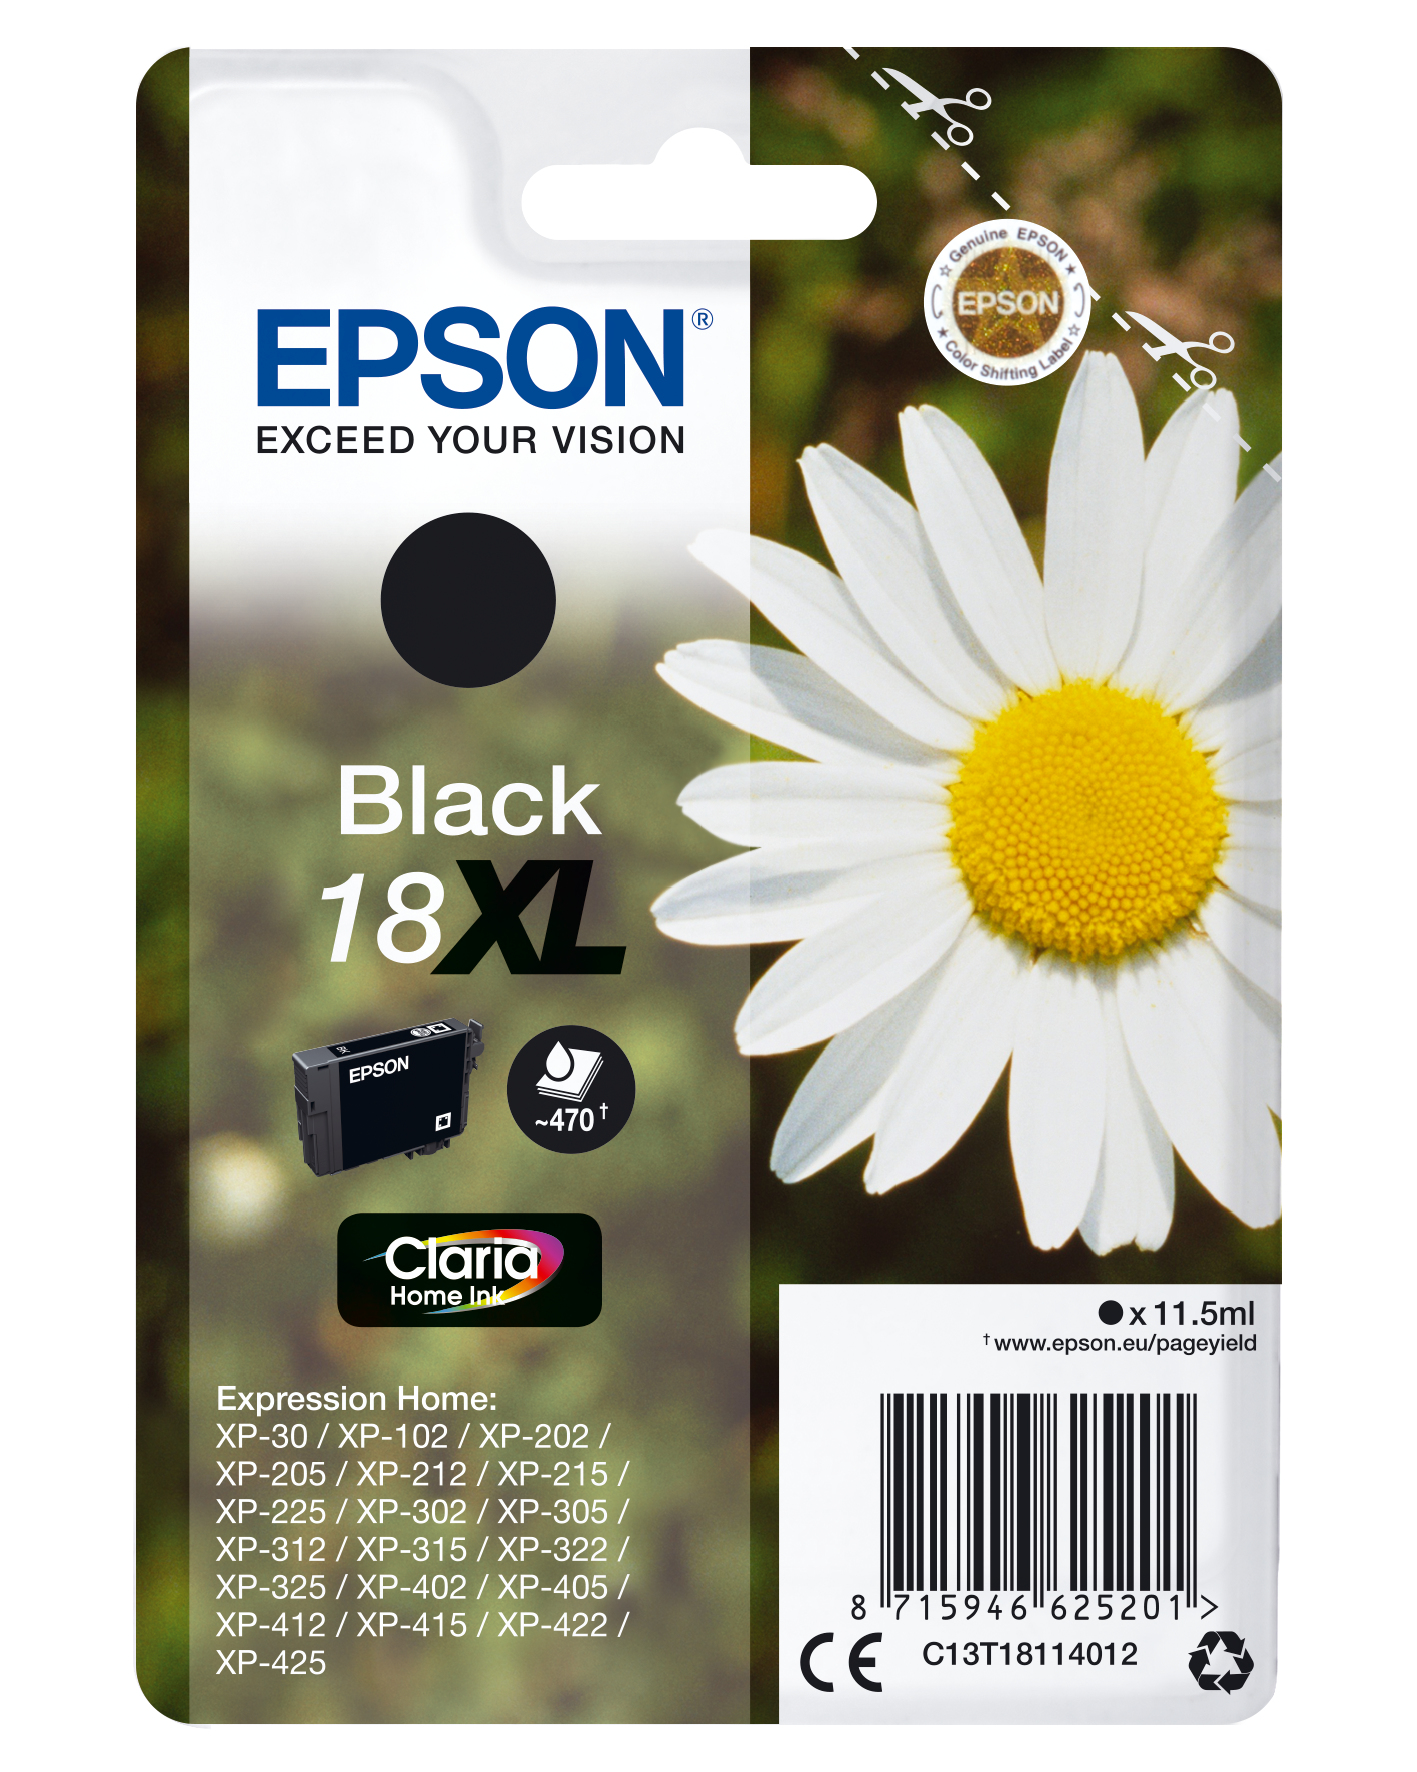 EPSON®
EXCEED YOUR VISION
Genuine EPSON
EPSON
Color Shifting Label
Black
18XL
BK
EPSON
~470†
Claria
Home Ink
Expression Home:
XP-30 / XP-102 / XP-202 /
XP-205 / XP-212 / XP-215 /
XP-225 / XP-302 / XP-305 /
XP-312 / XP-315 / XP-322 /
XP-325 / XP-402 / XP-405 /
XP-412 / XP-415 / XP-422 /
XP-425
x 11.5ml
† www.epson.eu/pageyield
8 715946 625201 >
CE
C13T18114012